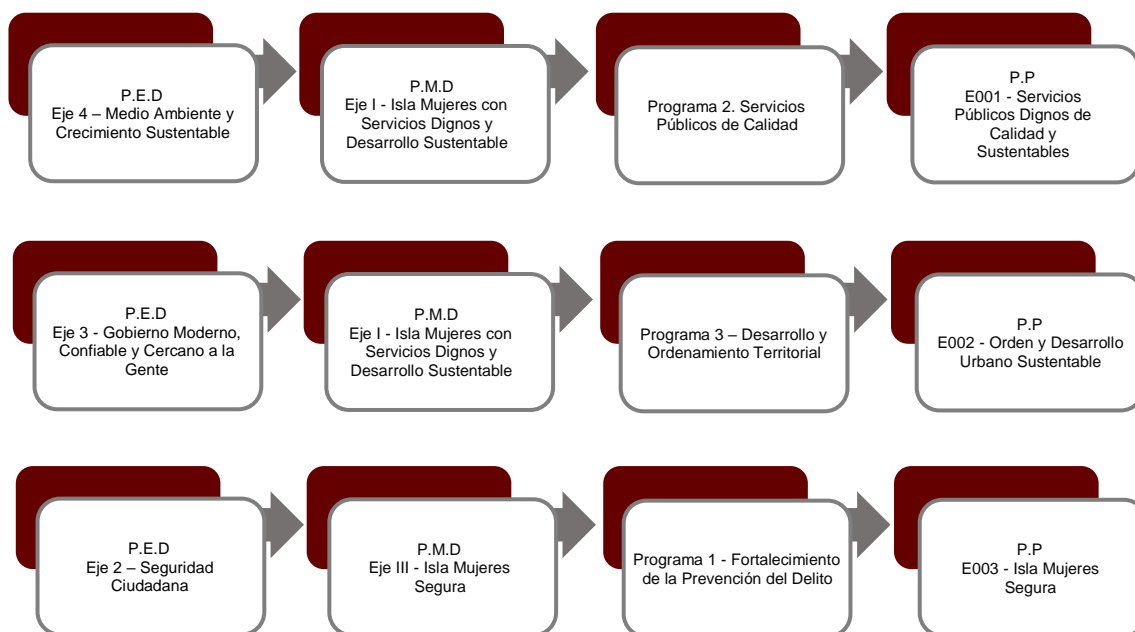 P.E.D
Eje 4 – Medio Ambiente y
Crecimiento Sustentable
P.M.D
Eje I - Isla Mujeres con
Servicios Dignos y
Desarrollo Sustentable
Programa 2. Servicios
Públicos de Calidad
P.P
E001 - Servicios
Públicos Dignos de
Calidad y
Sustentables
P.E.D
Eje 3 - Gobierno Moderno,
Confiable y Cercano a la
Gente
P.M.D
Eje I - Isla Mujeres con
Servicios Dignos y
Desarrollo Sustentable
Programa 3 – Desarrollo y
Ordenamiento Territorial
P.P
E002 - Orden y Desarrollo
Urbano Sustentable
P.E.D
Eje 2 – Seguridad
Ciudadana
P.M.D
Eje III - Isla Mujeres
Segura
Programa 1 - Fortalecimiento
de la Prevención del Delito
P.P
E003 - Isla Mujeres
Segura